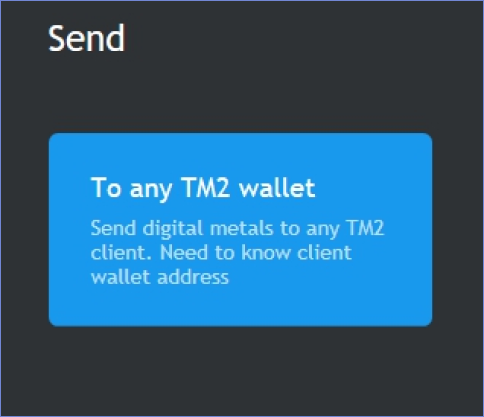 Send
To any TM2 wallet
Send digital metals to any TM2
client. Need to know client
wallet address